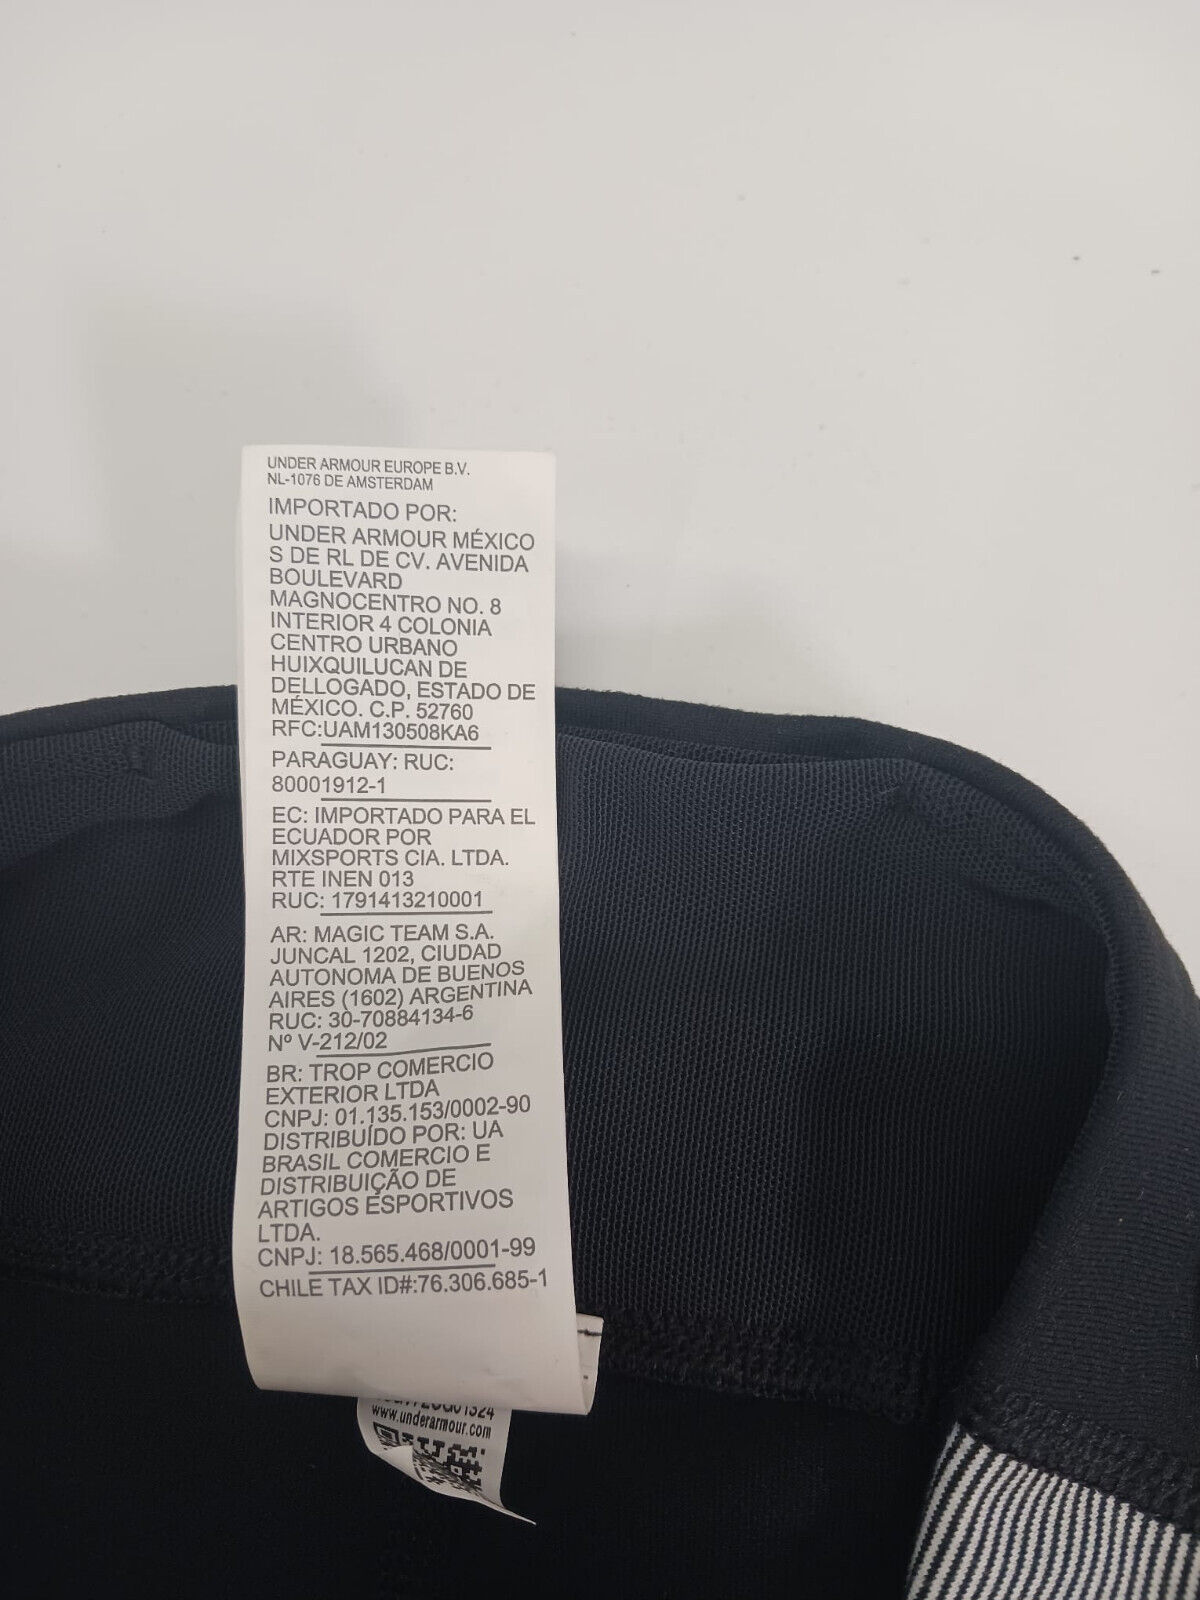 UNDER ARMOUR EUROPE B.V.
NL-1076 DE AMSTERDAM
IMPORTADO POR:
UNDER ARMOUR MÉXICO
S DE RL DE CV. AVENIDA
BOULEVARD
MAGNOCENTRO NO. 8
INTERIOR 4 COLONIA
CENTRO URBANO
HUIXQUILUCAN DE
DELLOGADO, ESTADO DE
MÉXICO. C.P. 52760
RFC:UAM130508KA6
PARAGUAY: RUC:
80001912-1
EC: IMPORTADO PARA EL
ECUADOR POR
MIXSPORTS CIA. LTDA.
RTE INEN 013
RUC: 1791413210001
AR: MAGIC TEAM S.A.
JUNCAL 1202, CIUDAD
AUTONOMA DE BUENOS
AIRES (1602) ARGENTINA
RUC: 30-70884134-6
Nº V-212/02
BR: TROP COMERCIO
EXTERIOR LTDA
CNPJ: 01.135.153/0002-90
DISTRIBUÍDO POR: UA
BRASIL COMERCIO E
DISTRIBUIÇÃO DE
ARTIGOS ESPORTIVOS
LTDA.
CNPJ: 18.565.468/0001-99
CHILE TAX ID#:76.306.685-1
www.underarmour.com